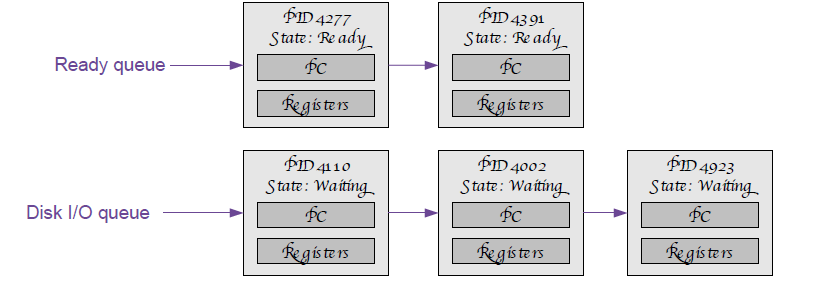 PID 4277
State: Ready
PC
Registers
PID 4391
State: Ready
PC
Registers
Ready queue
PID 4110
State: Waiting
PC
Registers
PID 4002
State: Waiting
PC
Registers
PID 4923
State: Waiting
PC
Registers
Disk I/O queue